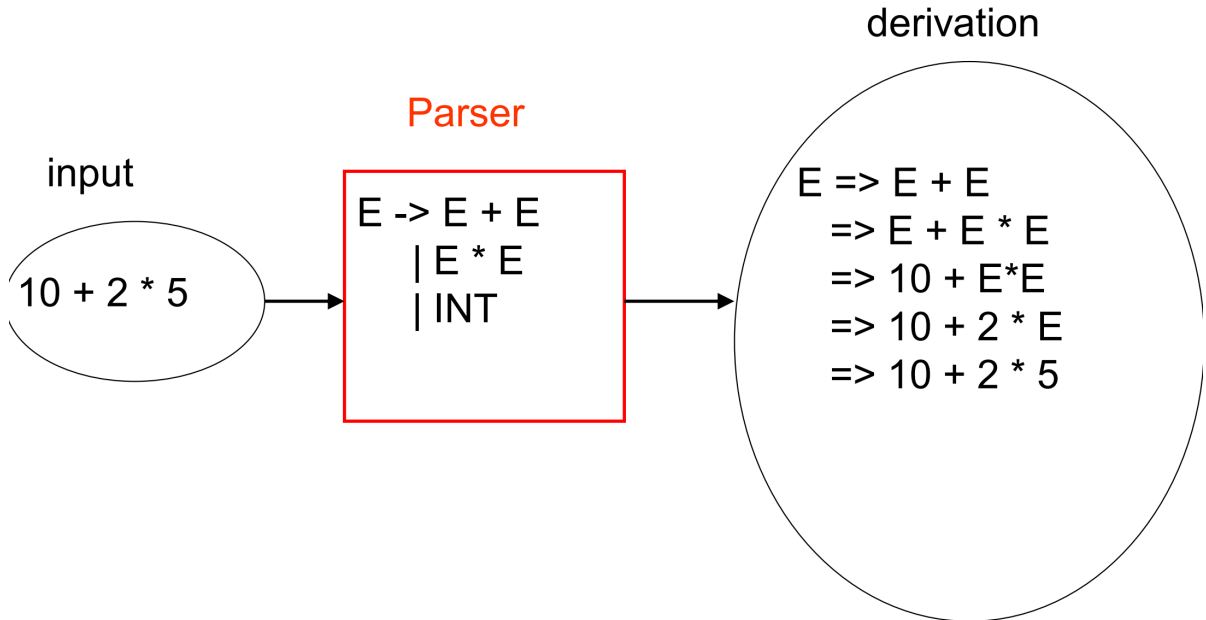 derivation
Parser
input
10 + 2 * 5
E -> E + E
| E * E
| INT
E => E + E
=> E + E * E
=> 10 + E*E
=> 10 + 2 * E
=> 10 + 2 * 5